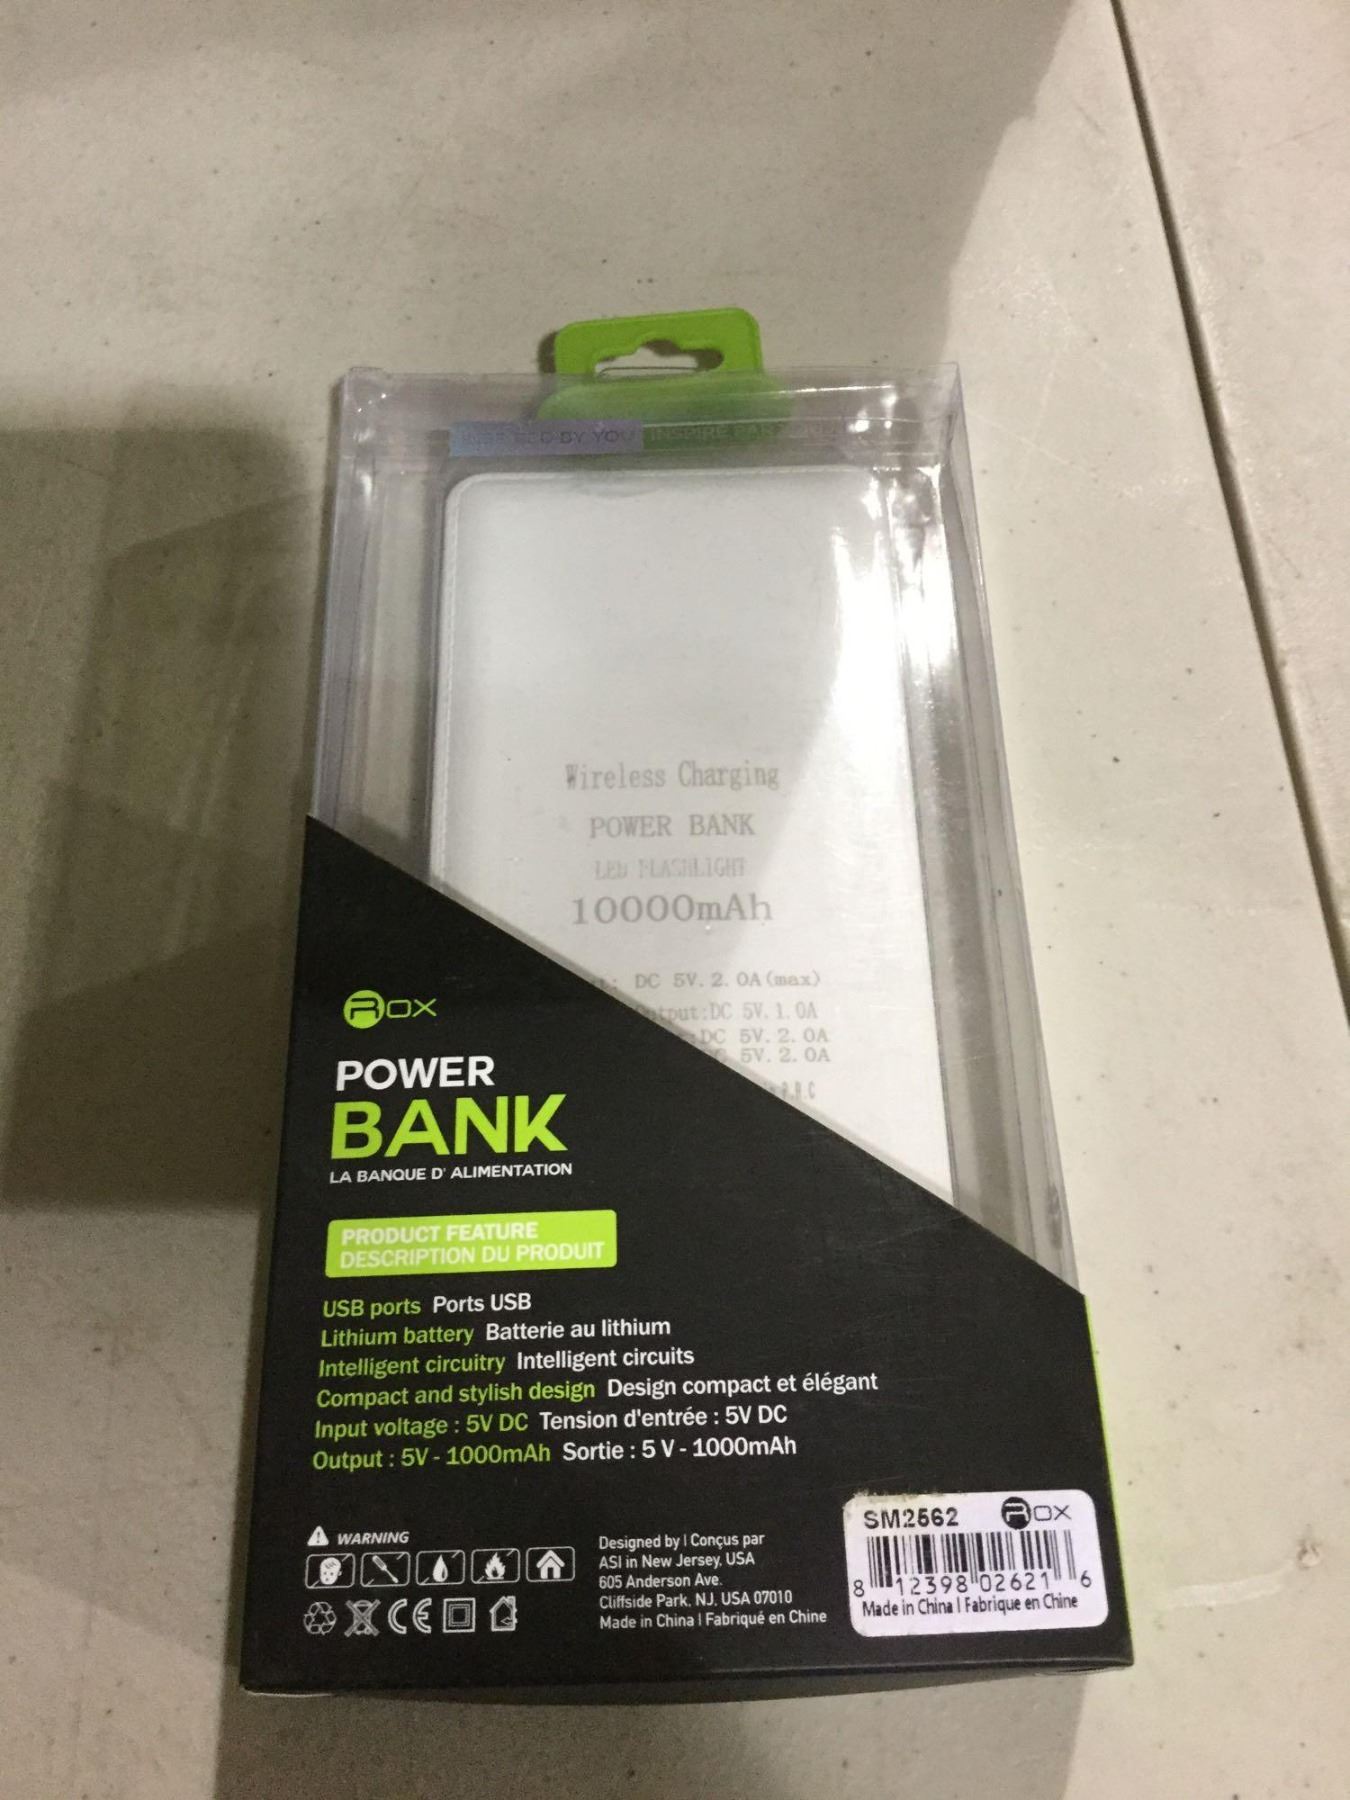 BY YOU INSPIRE
Wireless Charging
POWER BANK
LED FLASHLIGHT
10000mAh
DC 5V. 2. 0A(max)
DC 5V. 1. 0A
DC 5V. 2. 0A
5V. 2. 0A
ROX
POWER
BANK
LA BANQUE D' ALIMENTATION
PRODUCT FEATURE
DESCRIPTION DU PRODUIT
USB ports Ports USB
Lithium battery Batterie au lithium
Intelligent circuitry Intelligent circuits
Compact and stylish design Design compact et élégant
Input voltage : 5V DC Tension d'entrée : 5V DC
Output : 5V - 1000mAh Sortie : 5 V - 1000mAh
WARNING
CE
Designed by | Conçus par
ASI in New Jersey, USA
605 Anderson Ave.
Cliffside Park, NJ, USA 07010
Made in China | Fabriqué en Chine
SM2562 ROX
8 12398 02621 6
Made in China | Fabrique en Chine